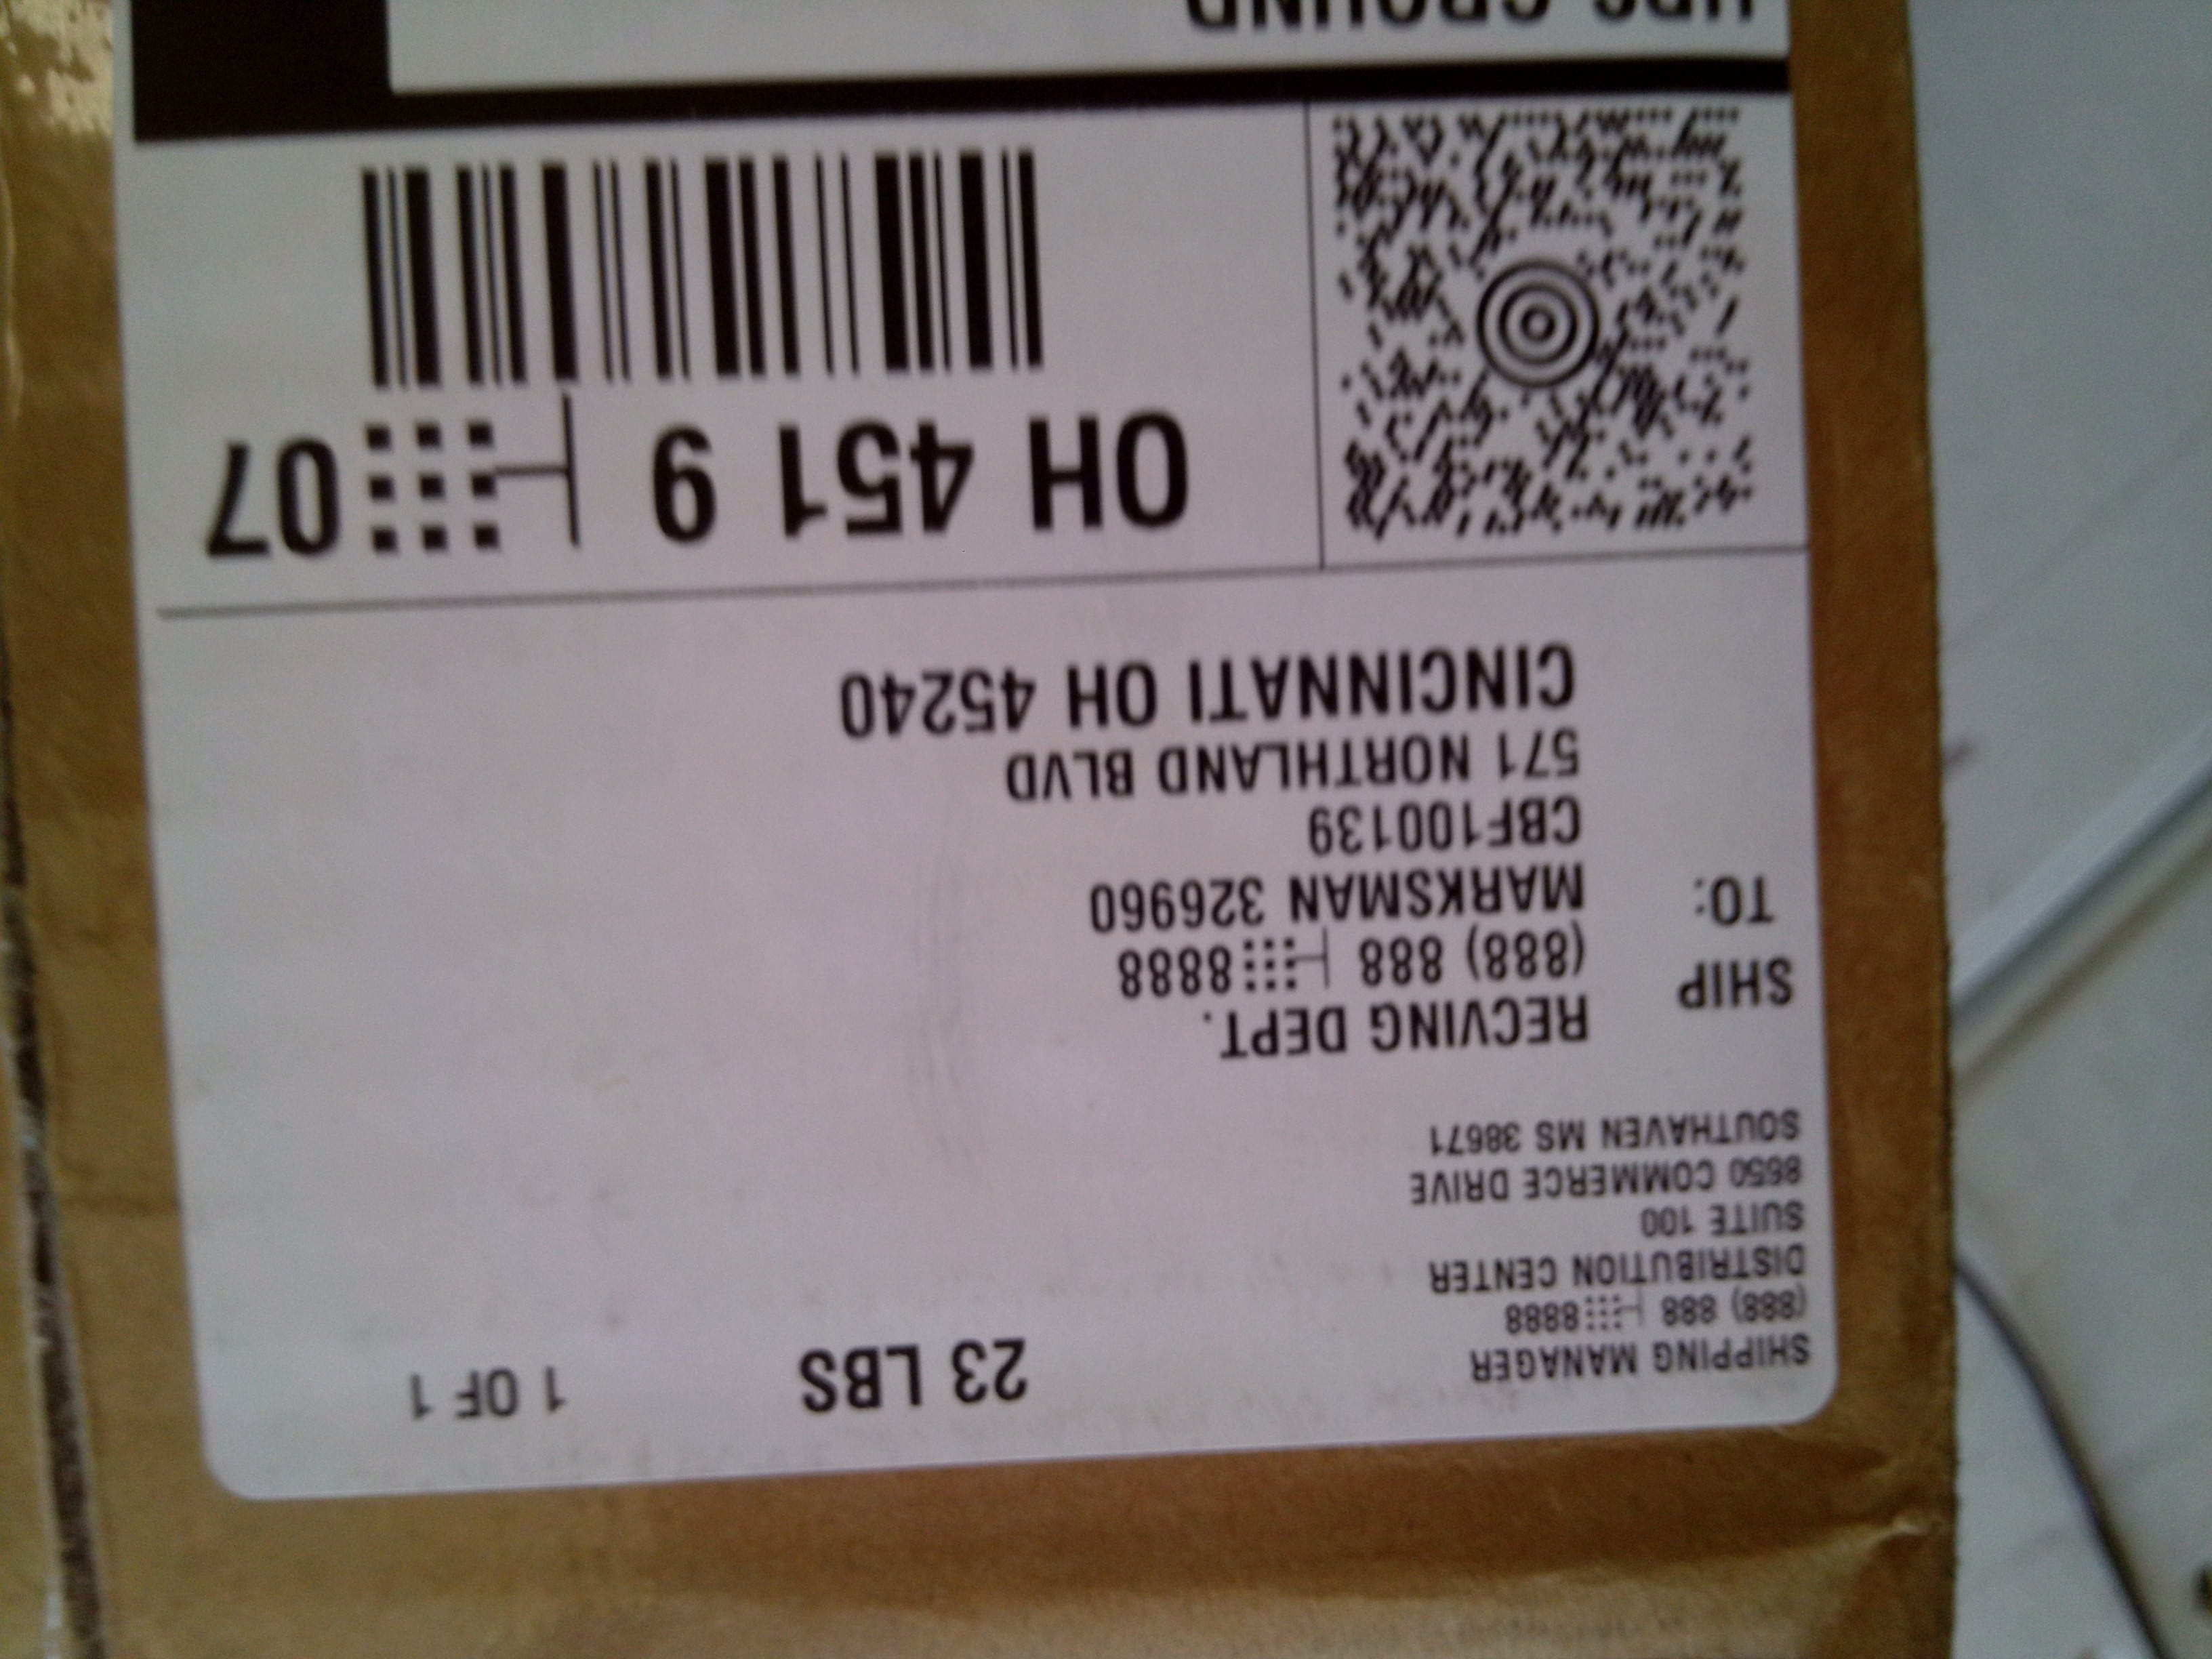 SHIPPING MANAGER
(888) 888 8888
DISTRIBUTION CENTER
SUITE 100
8650 COMMERCE DRIVE
SOUTHAVEN MS 38671
23 LBS
1 OF 1
SHIP
TO:
RECVING DEPT.
(888) 888 8888
MARKSMAN 326960
CBF100139
571 NORTHLAND BLVD
CINCINNATI OH 45240
OH 451 9 07
UPS GROUND